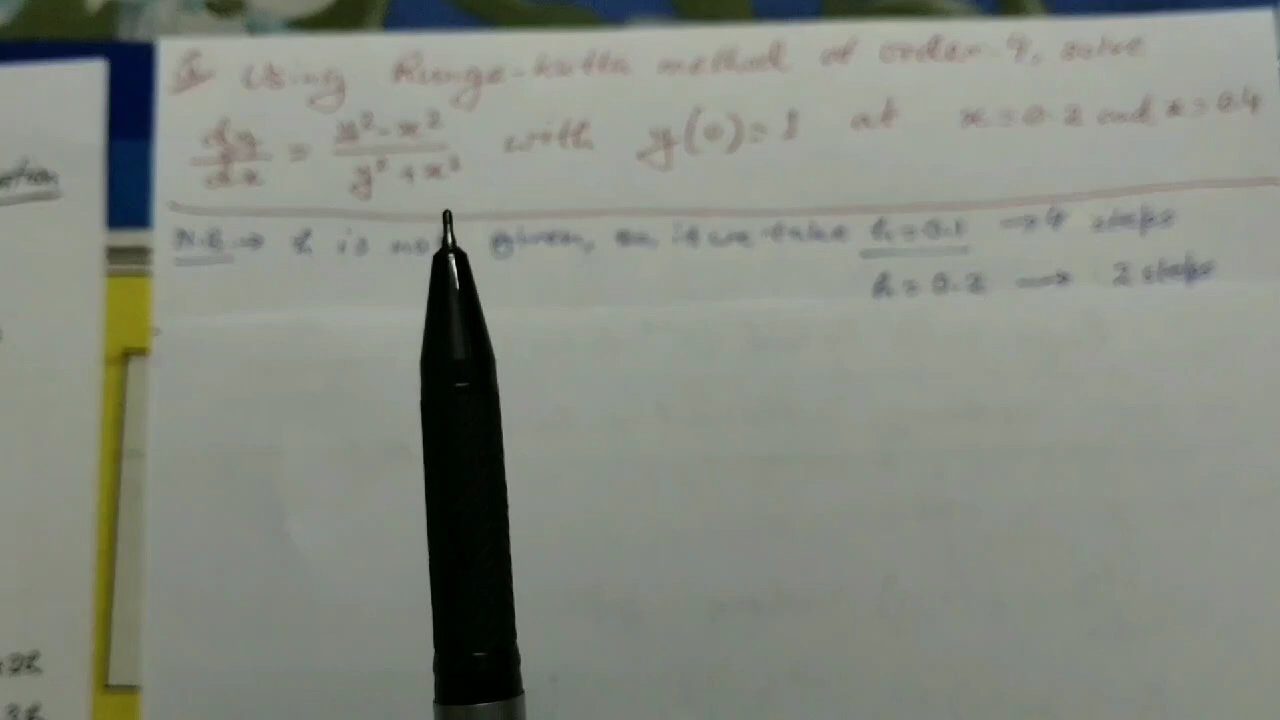 Using Runge-Kutta method of order 4, solve
dy/dx = y² - x² / y² + x² with y(0) = 1 at x = 0.2 and x = 0.4
N.B → h is not given, so if we take h = 0.1 → 4 steps
h = 0.2 → 2 steps